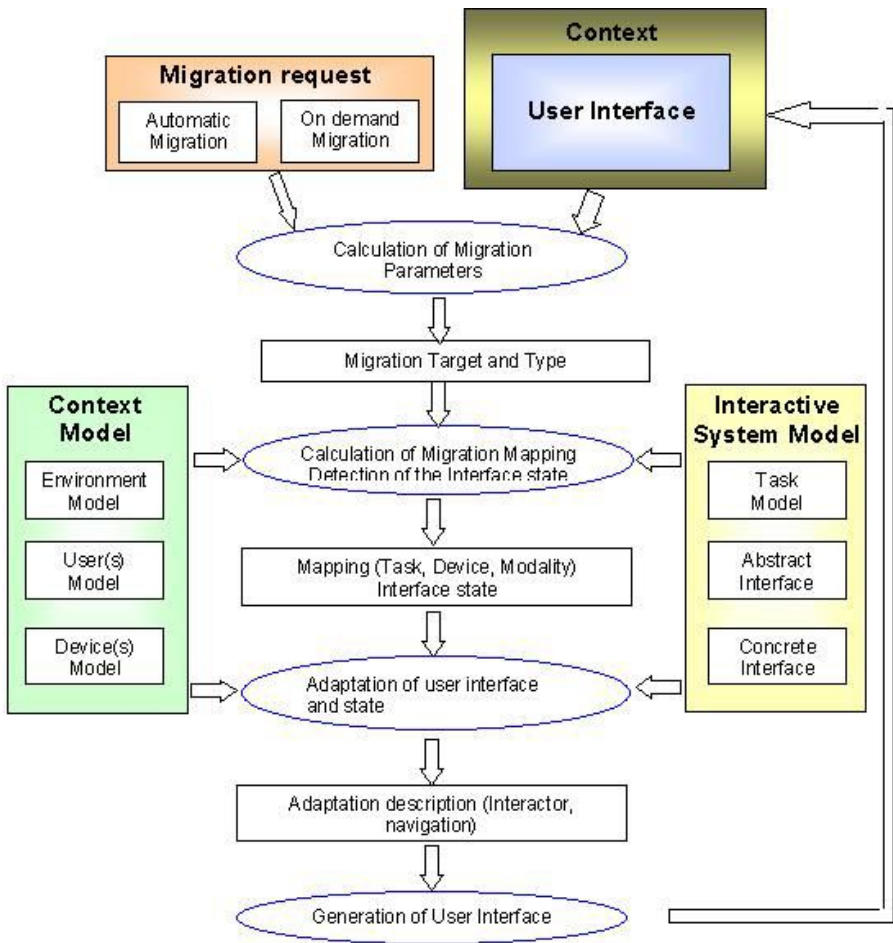 Context
User Interface
Migration request
Automatic
Migration
On demand
Migration
Calculation of Migration
Parameters
Migration Target and Type
Context
Model
Environment
Model
User(s)
Model
Device(s)
Model
Calculation of Migration Mapping
Detection of the Interface state
Interactive
System Model
Task
Model
Abstract
Interface
Concrete
Interface
Mapping (Task, Device, Modality)
Interface state
Adaptation of user interface
and state
Adaptation description (Interactor,
navigation)
Generation of User Interface